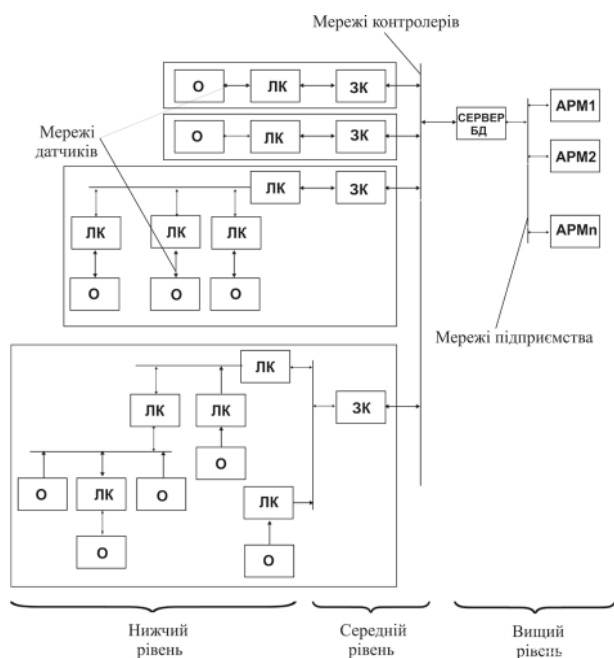 Мережі контролерів
О ЛК ЗК
Мережі
датчиків
О ЛК ЗК
СЕРВЕР
БД
АРМ1
АРМ2
АРМn
ЛК ЗК
ЛК ЛК ЛК
О О О
Мережі підприємства
ЛК
ЛК ЛК ЗК
О
О ЛК О ЛК
О О
Нижчий
рівень
Середній
рівень
Вищий
рівень